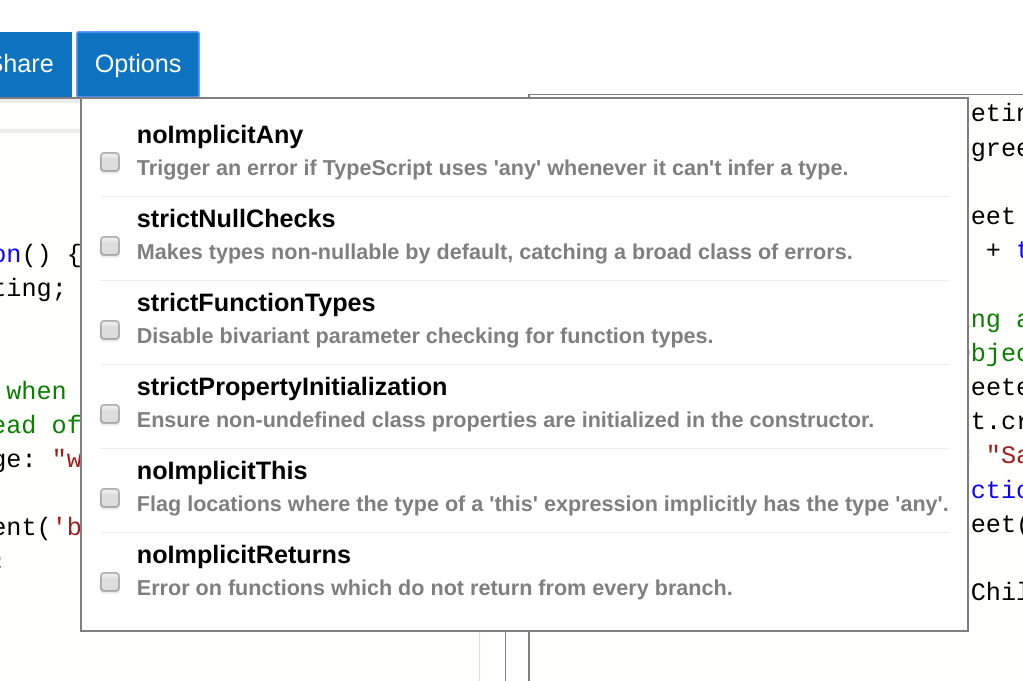 Share Options
noImplicitAny
Trigger an error if TypeScript uses 'any' whenever it can't infer a type.
strictNullChecks
Makes types non-nullable by default, catching a broad class of errors.
strictFunctionTypes
Disable bivariant parameter checking for function types.
strictPropertyInitialization
Ensure non-undefined class properties are initialized in the constructor.
noImplicitThis
Flag locations where the type of a 'this' expression implicitly has the type 'any'.
noImplicitReturns
Error on functions which do not return from every branch.
on() {
ting;
when
ead of
ge: "w
ent('b
etin
gree
eet
+ t
ng a
bjec
eete
t.cr
"Sa
ctio
eet(
Chil